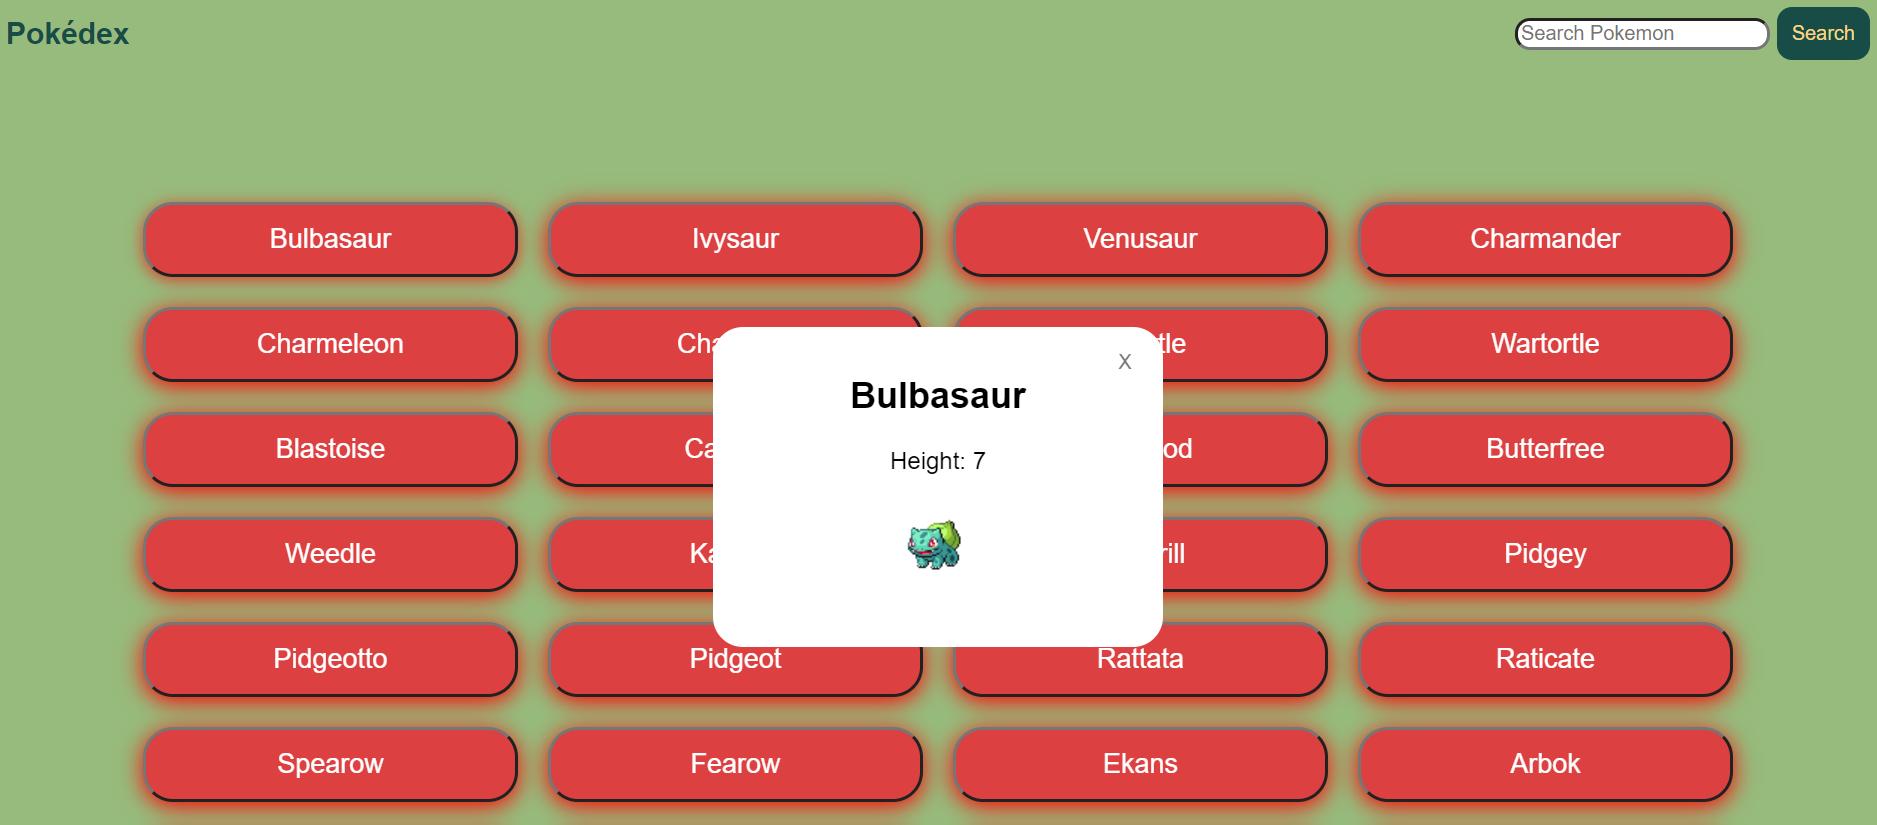 Pokédex
Search Pokemon
Search
Bulbasaur
Ivysaur
Venusaur
Charmander
Charmeleon
Cha
tle
Wartortle
X
Bulbasaur
Height: 7
Blastoise
Ca
od
Butterfree
Weedle
Ka
rill
Pidgey
Pidgeotto
Pidgeot
Rattata
Raticate
Spearow
Fearow
Ekans
Arbok